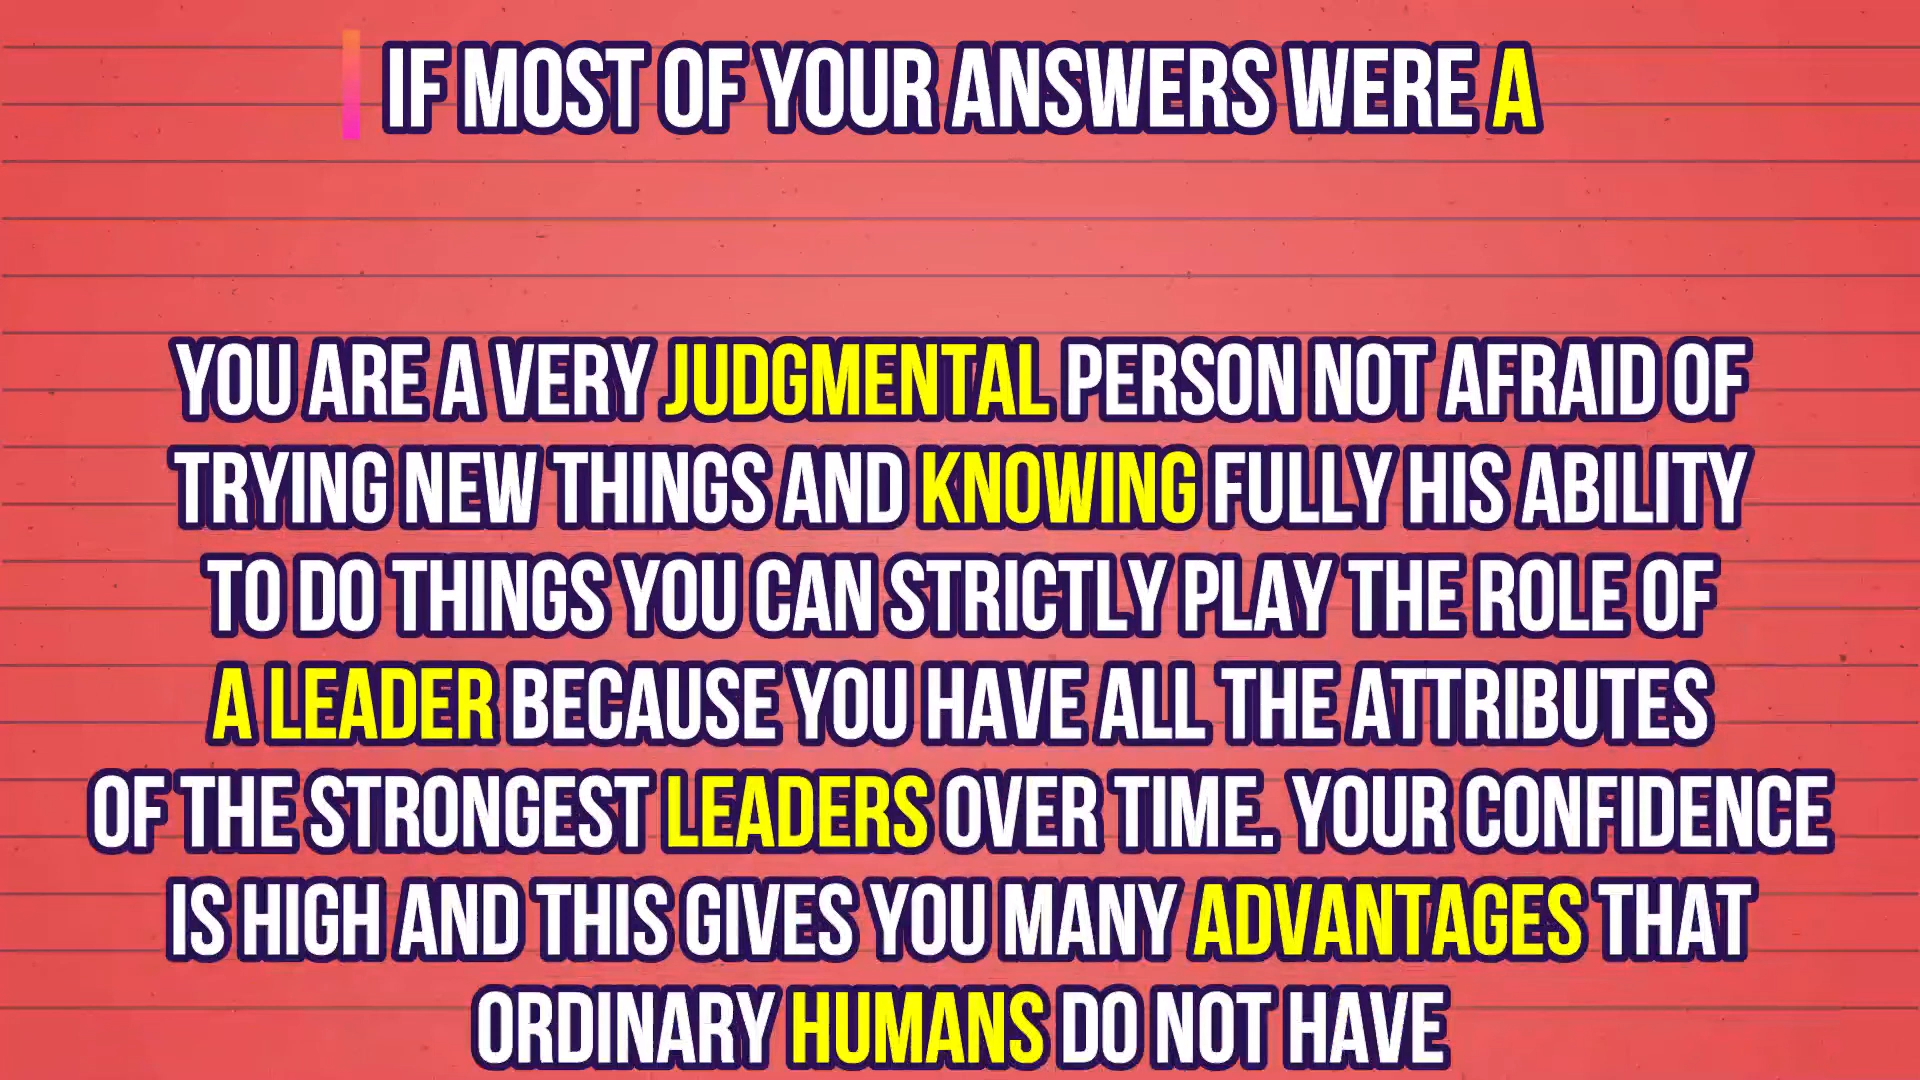 IF MOST OF YOUR ANSWERS WERE A
YOU ARE A VERY JUDGMENTAL PERSON NOT AFRAID OF
TRYING NEW THINGS AND KNOWING FULLY HIS ABILITY
TO DO THINGS YOU CAN STRICTLY PLAY THE ROLE OF
A LEADER BECAUSE YOU HAVE ALL THE ATTRIBUTES
OF THE STRONGEST LEADERS OVER TIME. YOUR CONFIDENCE
IS HIGH AND THIS GIVES YOU MANY ADVANTAGES THAT
ORDINARY HUMANS DO NOT HAVE